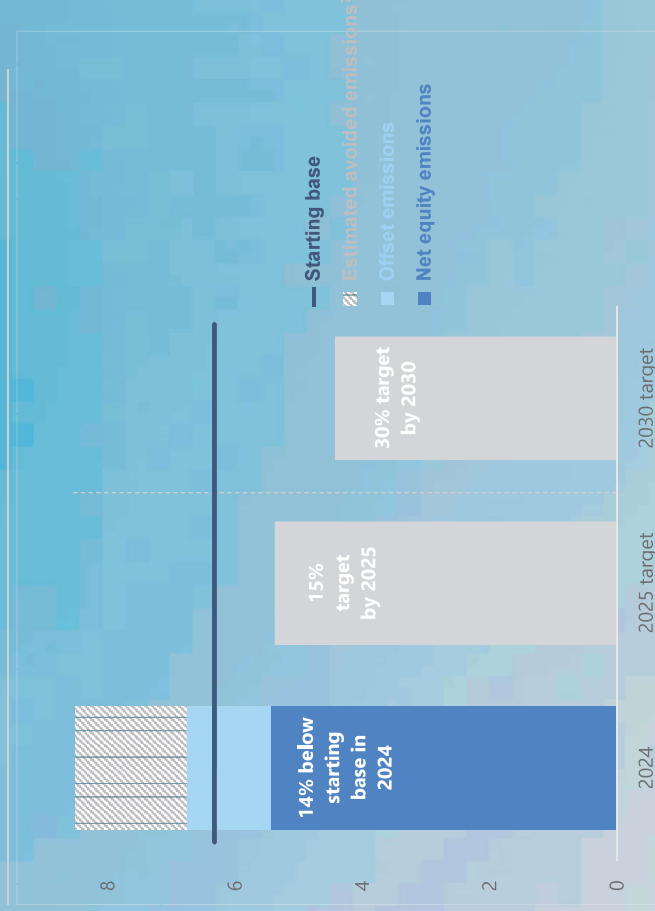 Starting base
Estimated avoided emissions
Offset emissions
Net equity emissions
8
6
4
2
0
14% below
starting
base in
2024
15%
target
by 2025
30% target
by 2030
2024
2025 target
2030 target